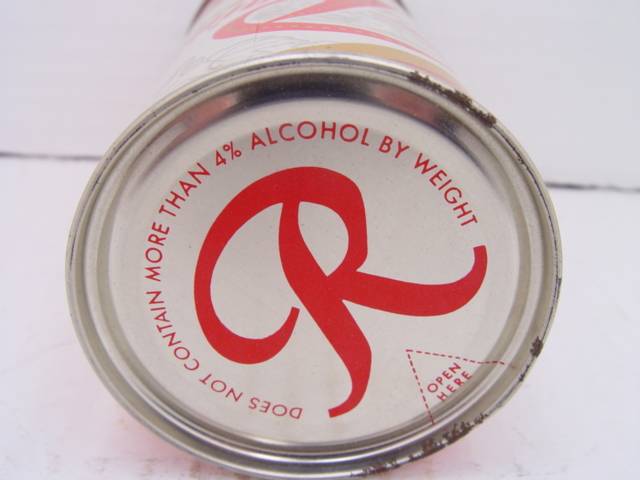 DOES NOT CONTAIN MORE THAN 4% ALCOHOL BY WEIGHT
R
OPEN
HERE